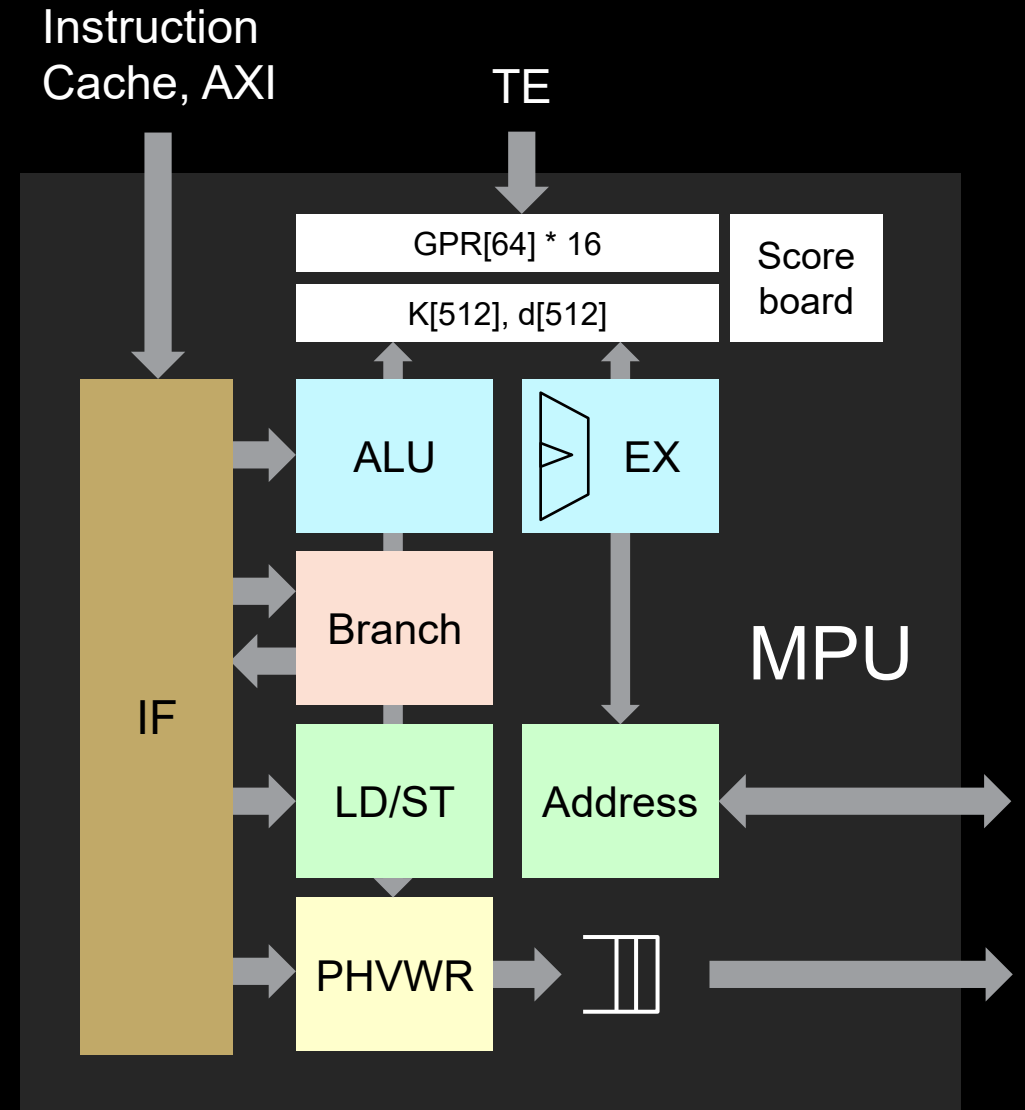 Instruction
Cache, AXI
TE
GPR[64] * 16
K[512], d[512]
Score
board
ALU
EX
Branch
MPU
IF
LD/ST
Address
PHVWR